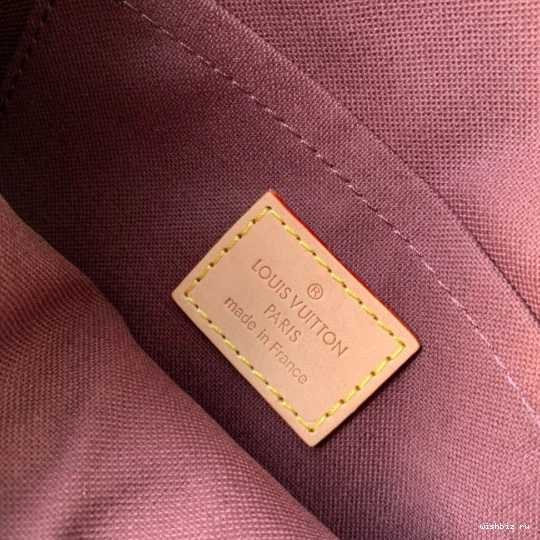 ®
LOUIS VUITTON
PARIS
made in France
wishbiz ru